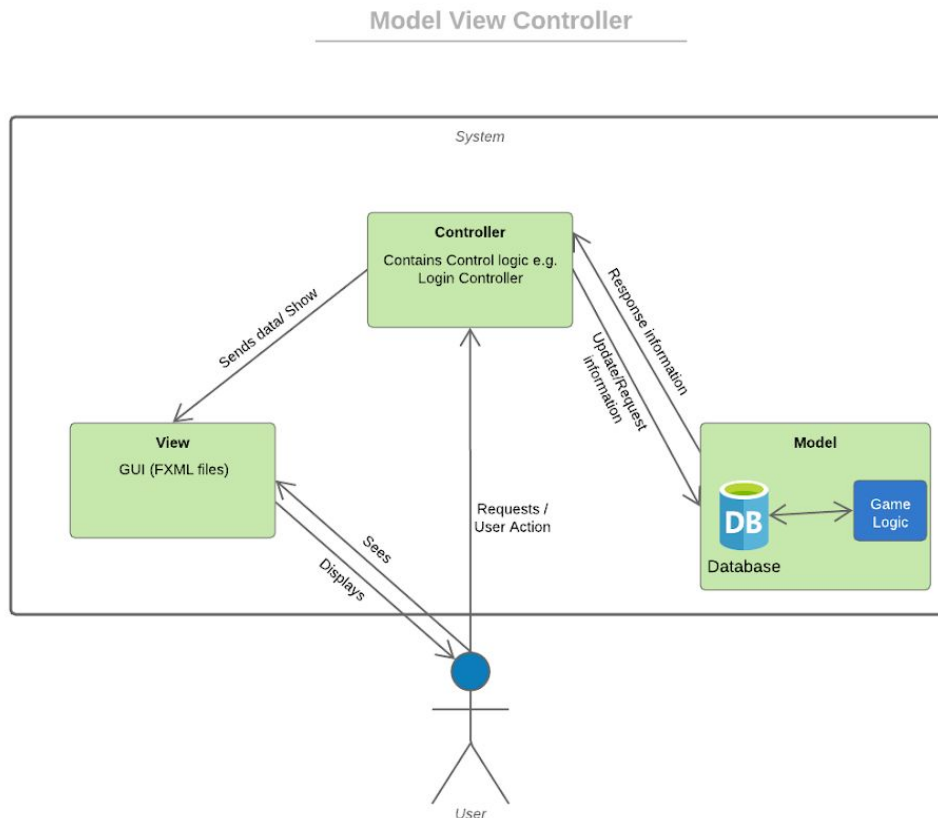 Model View Controller
System
Controller
Contains Control logic e.g.
Login Controller
Sends data/ Show
Response information
Update/Request
information
View
GUI (FXML files)
Model
DB
Database
Game
Logic
Requests /
User Action
Sees
Displays
User